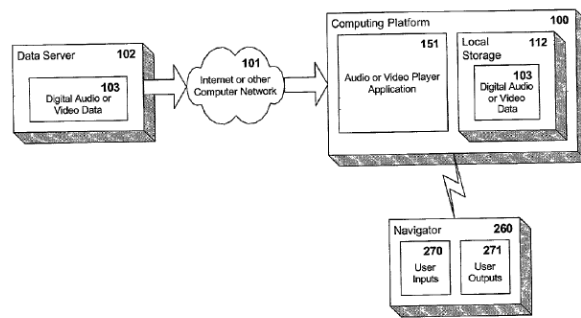 Data Server 102
103
Digital Audio or
Video Data
101
Internet or other
Computer Network
Computing Platform 100
151
Audio or Video Player
Application
Local 112
Storage
103
Digital Audio
or Video
Data
Navigator 260
270
User
Inputs
271
User
Outputs